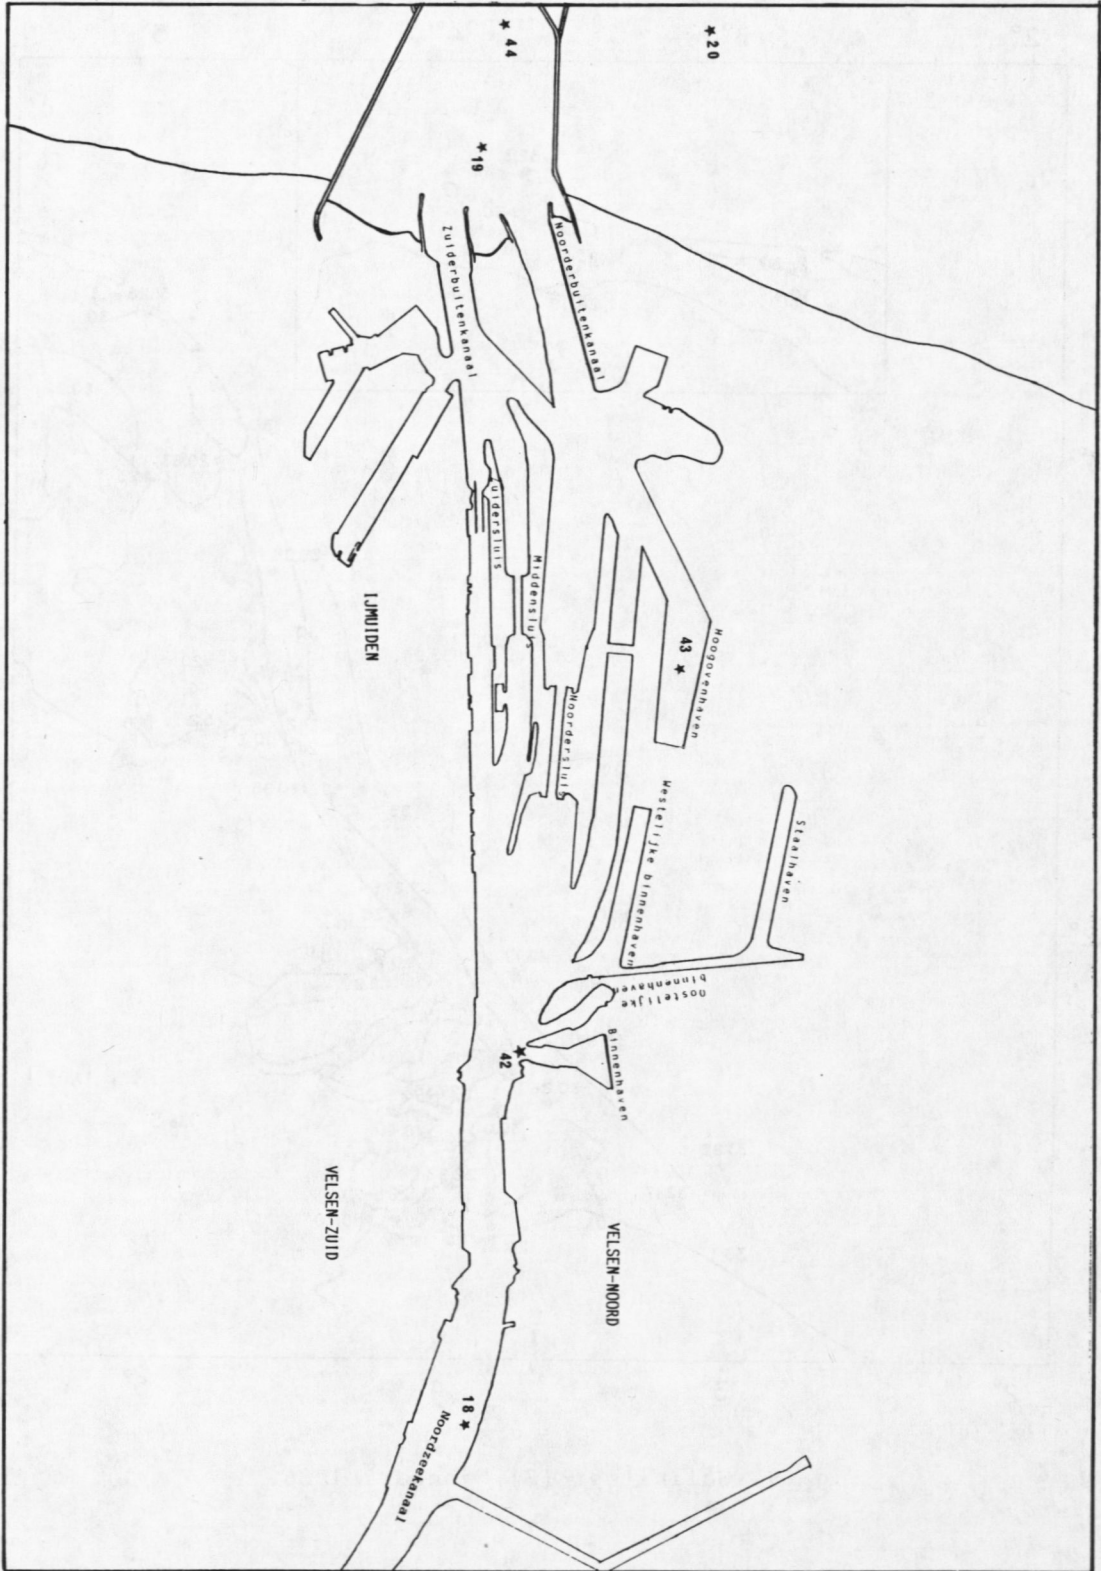 20
44
19
Noorderbuitenkanaal
Zuiderbuitenkanaal
Hoogovenhaven
43
Staalhaven
Westelijke binnenhaven
Noordersluis
Middensluis
Zuidersluis
IJMUIDEN
Oostelijke
binnenhaven
Binnenhaven
42
VELSEN-NOORD
VELSEN-ZUID
18
Noordzeekanaal